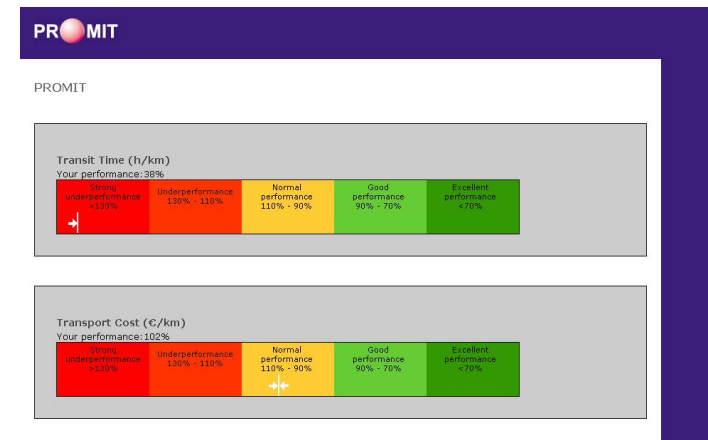 PROMIT
PROMIT
Transit Time (h/km)
Your performance:38%
Strong underperformance >130%
Underperformance 130% - 110%
Normal performance 110% - 90%
Good performance 90% - 70%
Excellent performance <70%
Transport Cost (€/km)
Your performance:102%
Strong underperformance >130%
Underperformance 130% - 110%
Normal performance 110% - 90%
Good performance 90% - 70%
Excellent performance <70%